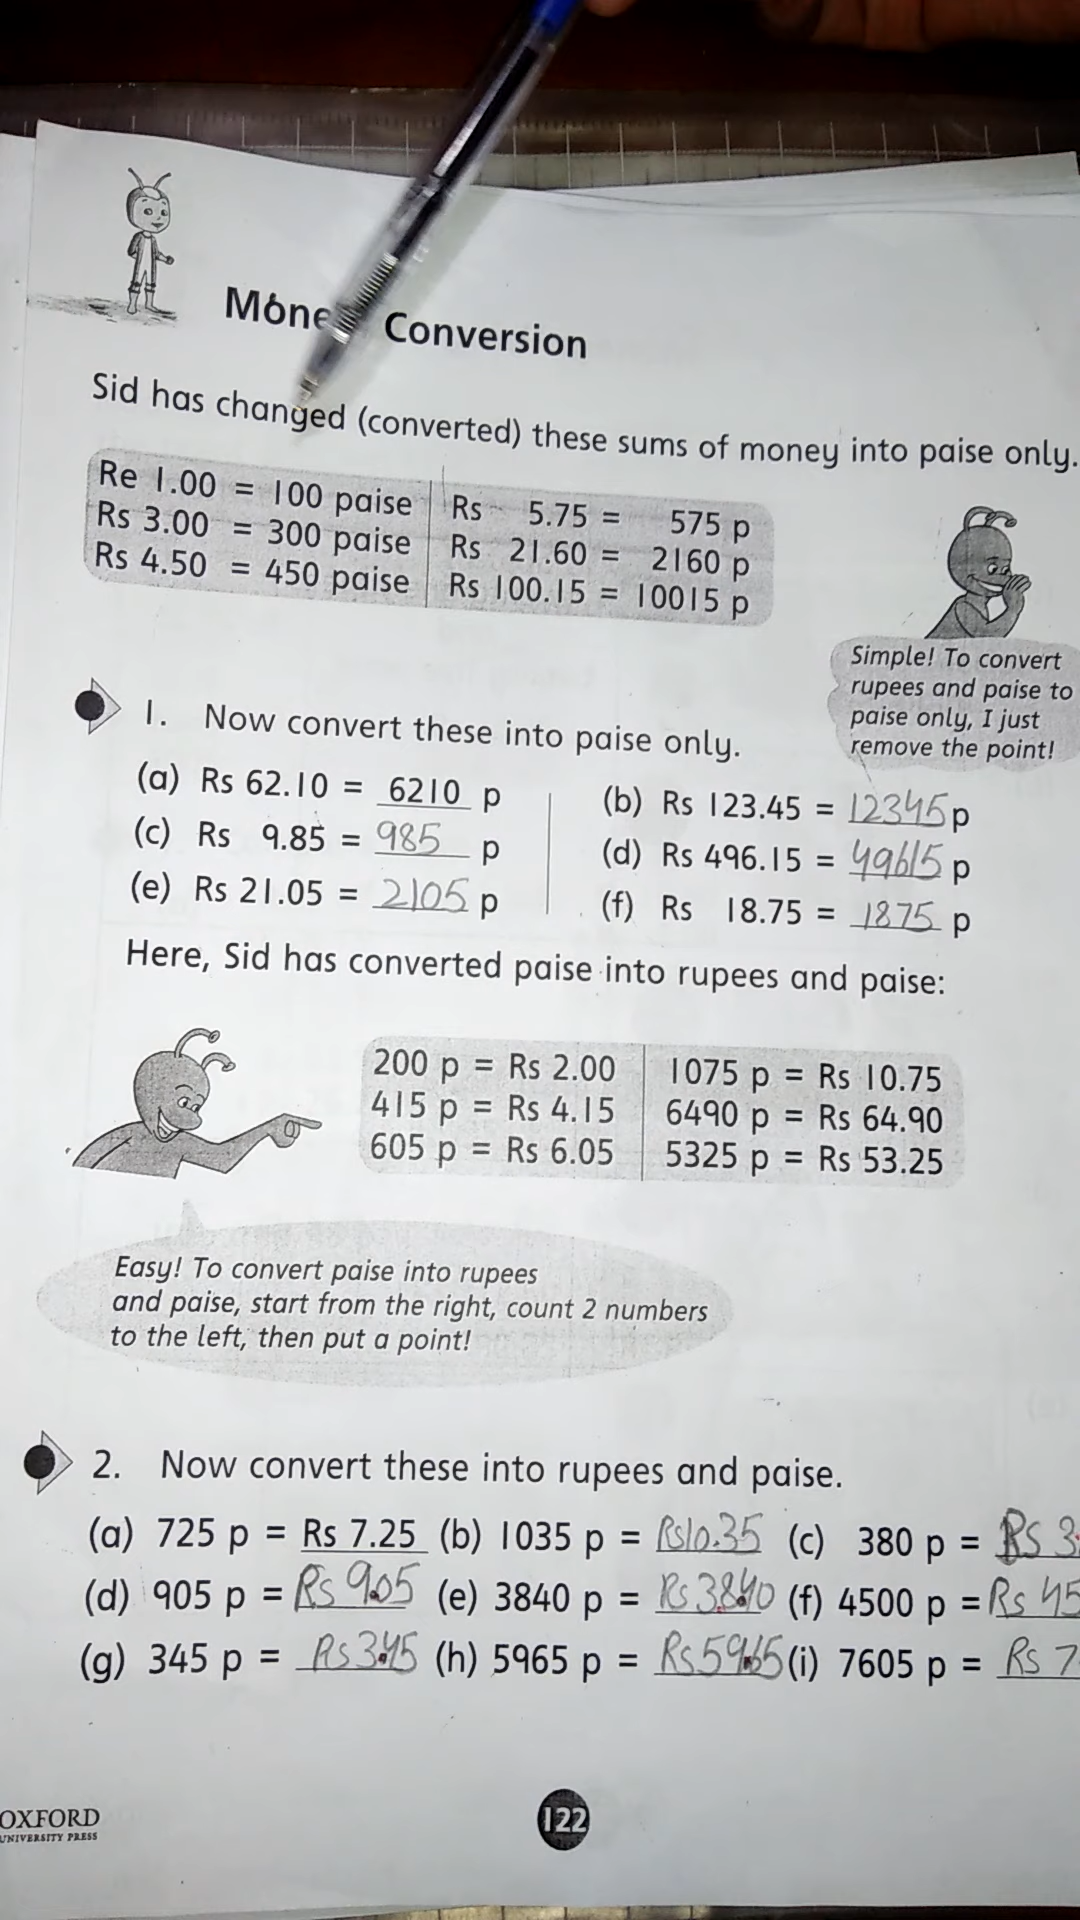 Money Conversion
Sid has changed (converted) these sums of money into paise only.
Re 1.00 = 100 paise Rs 5.75 = 575 p
Rs 3.00 = 300 paise Rs 21.60 = 2160 p
Rs 4.50 = 450 paise Rs 100.15 = 10015 p
Simple! To convert
rupees and paise to
paise only, I just
remove the point!
1. Now convert these into paise only.
(a) Rs 62.10 = 6210 p (b) Rs 123.45 = 12345 p
(c) Rs 9.85 = 985 p (d) Rs 496.15 = 49615 p
(e) Rs 21.05 = 2105 p (f) Rs 18.75 = 1875 p
Here, Sid has converted paise into rupees and paise:
200 p = Rs 2.00 1075 p = Rs 10.75
415 p = Rs 4.15 6490 p = Rs 64.90
605 p = Rs 6.05 5325 p = Rs 53.25
Easy! To convert paise into rupees
and paise, start from the right, count 2 numbers
to the left, then put a point!
2. Now convert these into rupees and paise.
(a) 725 p = Rs 7.25 (b) 1035 p = Rs10.35 (c) 380 p = Rs 3.
(d) 905 p = Rs 9.05 (e) 3840 p = Rs 38.40 (f) 4500 p = Rs 45
(g) 345 p = Rs 3.45 (h) 5965 p = Rs 59.65 (i) 7605 p = Rs 7
OXFORD
UNIVERSITY PRESS
122